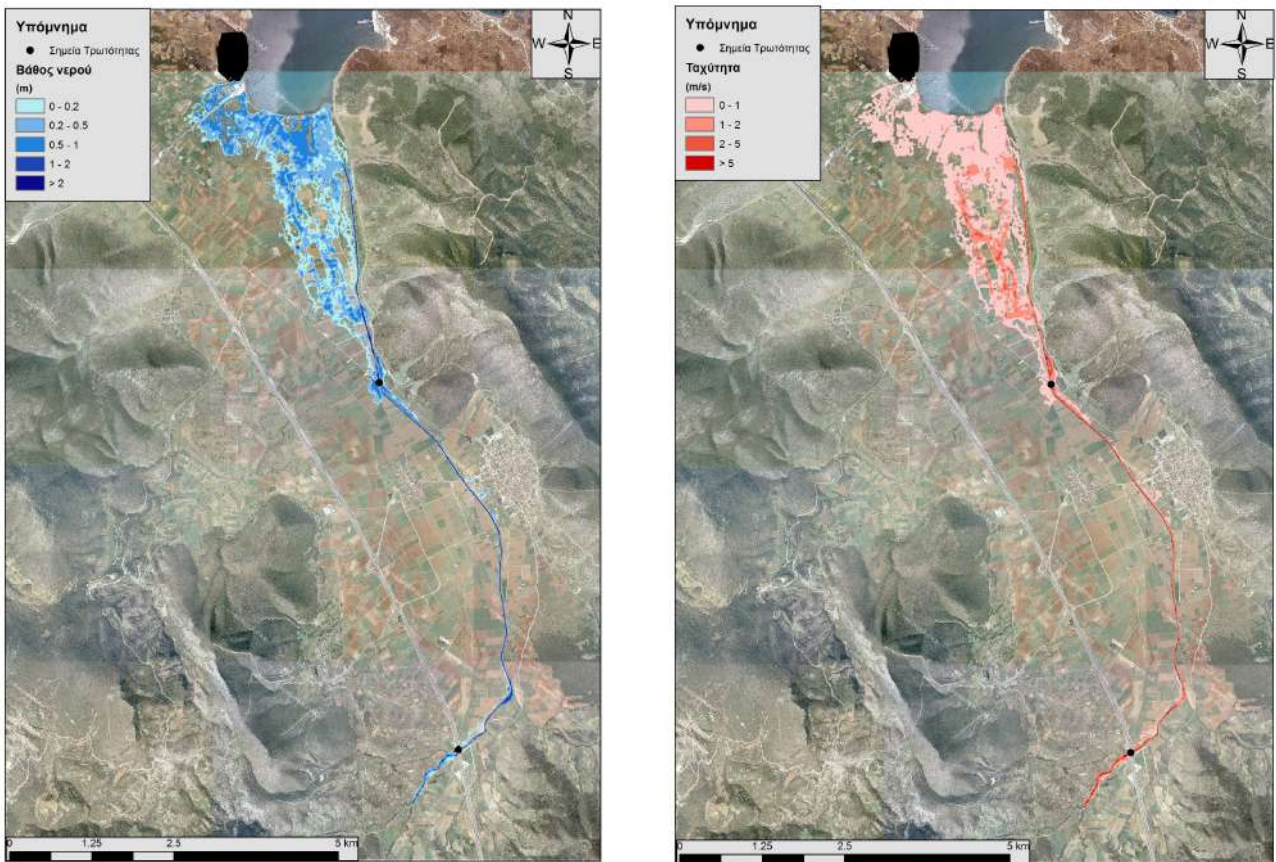 Υπόμνημα
Σημεία Τρωτότητας
Βάθος νερού
(m)
0 - 0.2
0.2 - 0.5
0.5 - 1
1 - 2
> 2
N
W E
S
0 1.25 2.5 5 km
Υπόμνημα
Σημεία Τρωτότητας
Ταχύτητα
(m/s)
0 - 1
1 - 2
2 - 5
> 5
N
W E
S
0 1.25 2.5 5 km